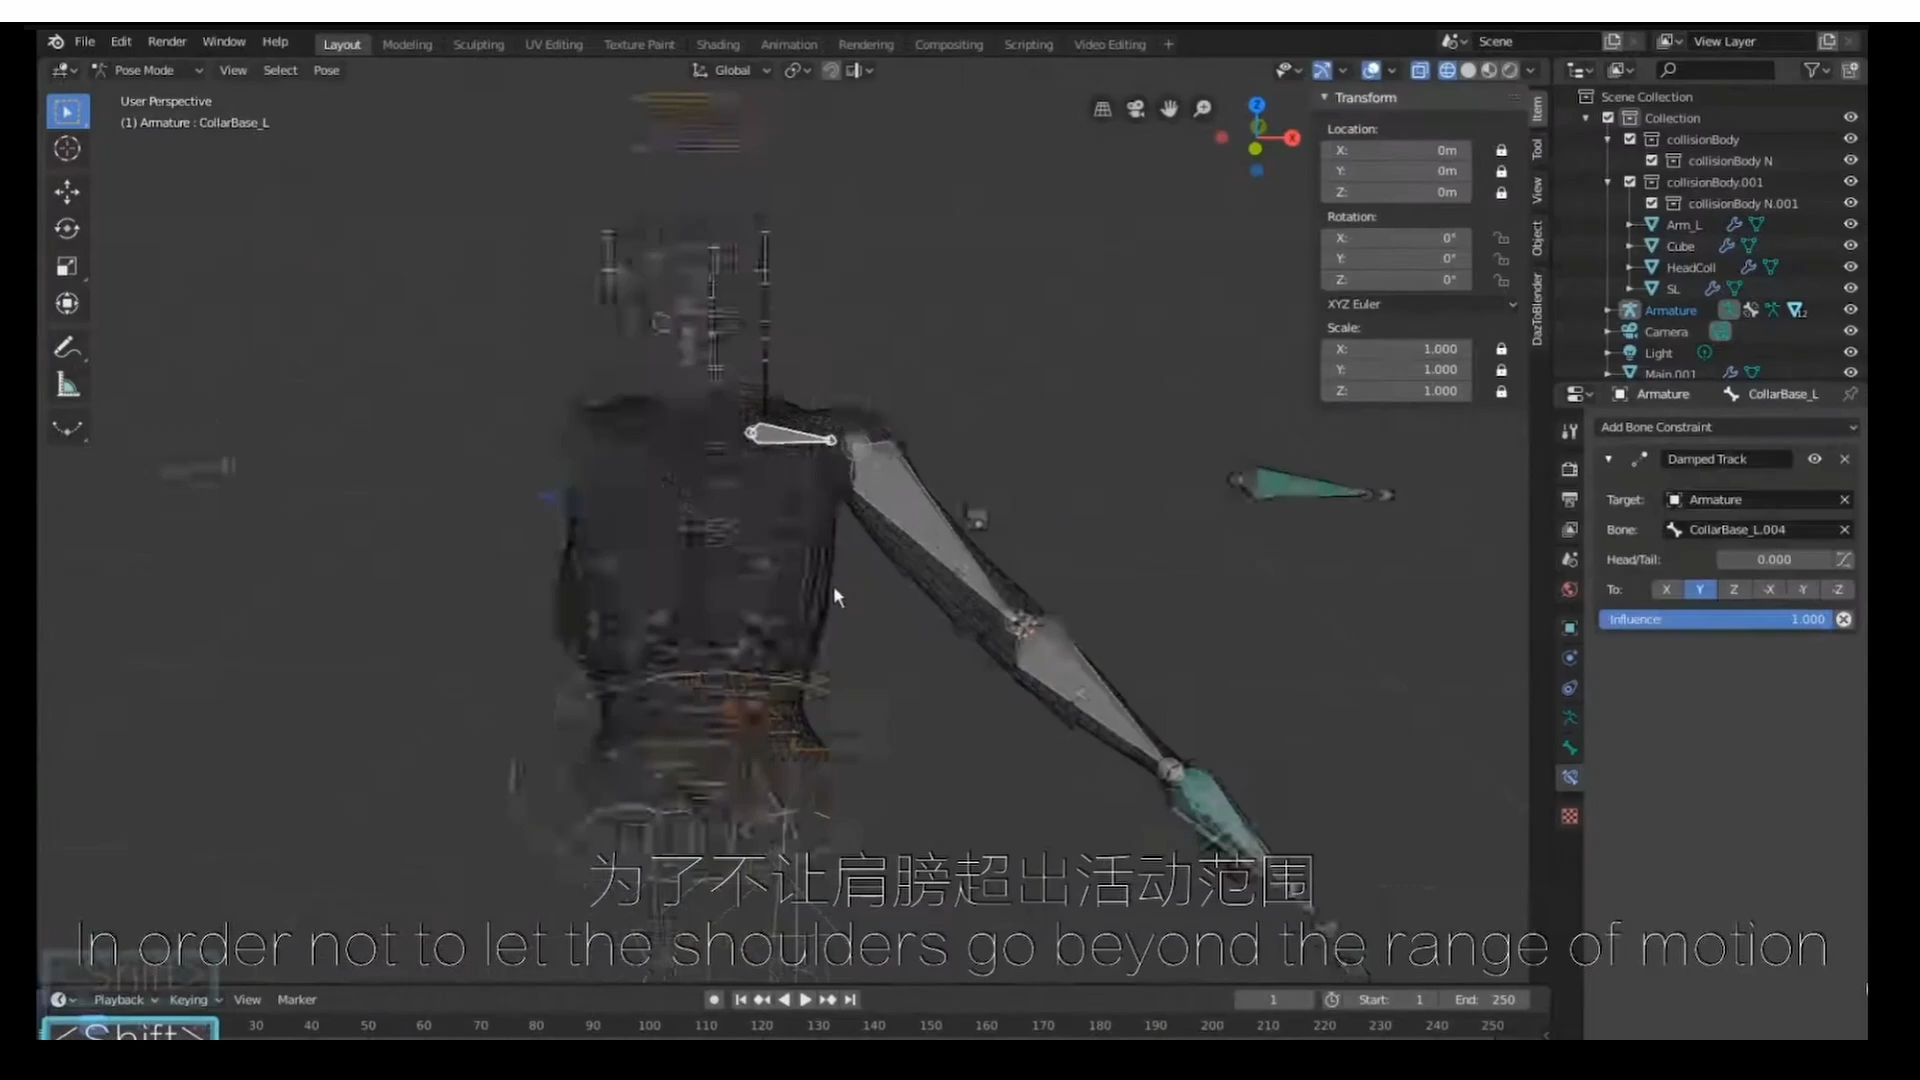 File Edit Render Window Help Layout Modeling Sculpting UV Editing Texture Paint Shading Animation Rendering Compositing Scripting Video Editing + Scene View Layer
Pose Mode View Select Pose Global
User Perspective
(1) Armature : CollarBase_L
Transform
Location:
X: 0m
Y: 0m
Z: 0m
Rotation:
X: 0°
Y: 0°
Z: 0°
XYZ Euler
Scale:
X: 1.000
Y: 1.000
Z: 1.000
Item
Tool
View
Object
DazToBlender
Z
X
Scene Collection
Collection
collisionBody
collisionBody N
collisionBody.001
collisionBody N.001
Arm_L
Cube
HeadColl
SL
Armature 12
Camera
Light
Main.001
Armature CollarBase_L
Add Bone Constraint
Damped Track
Target: Armature
Bone: CollarBase_L.004
Head/Tail: 0.000
To: X Y Z -X -Y -Z
Influence: 1.000
为了不让肩膀超出活动范围
In order not to let the shoulders go beyond the range of motion
Playback Keying View Marker 1 Start: 1 End: 250
<Shift> 30 40 50 60 70 80 90 100 110 120 130 140 150 160 170 180 190 200 210 220 230 240 250